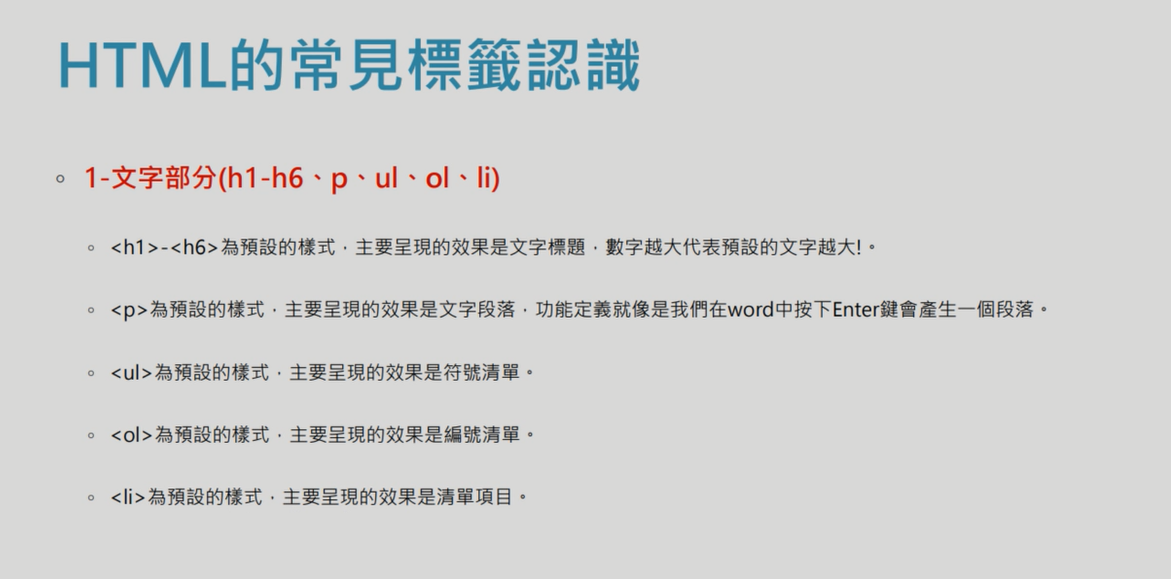 HTML的常見標籤認識
1-文字部分(h1-h6、p、ul、ol、li)
<h1>-<h6>為預設的樣式，主要呈現的效果是文字標題，數字越大代表預設的文字越大!。
<p>為預設的樣式，主要呈現的效果是文字段落，功能定義就像是我們在word中按下Enter鍵會產生一個段落。
<ul>為預設的樣式，主要呈現的效果是符號清單。
<ol>為預設的樣式，主要呈現的效果是編號清單。
<li>為預設的樣式，主要呈現的效果是清單項目。